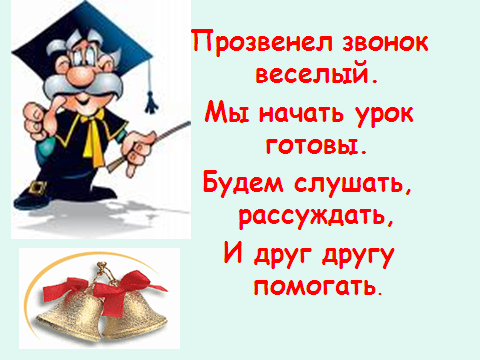 Прозвенел звонок
веселый.
Мы начать урок
готовы.
Будем слушать,
рассуждать,
И друг другу
помогать.